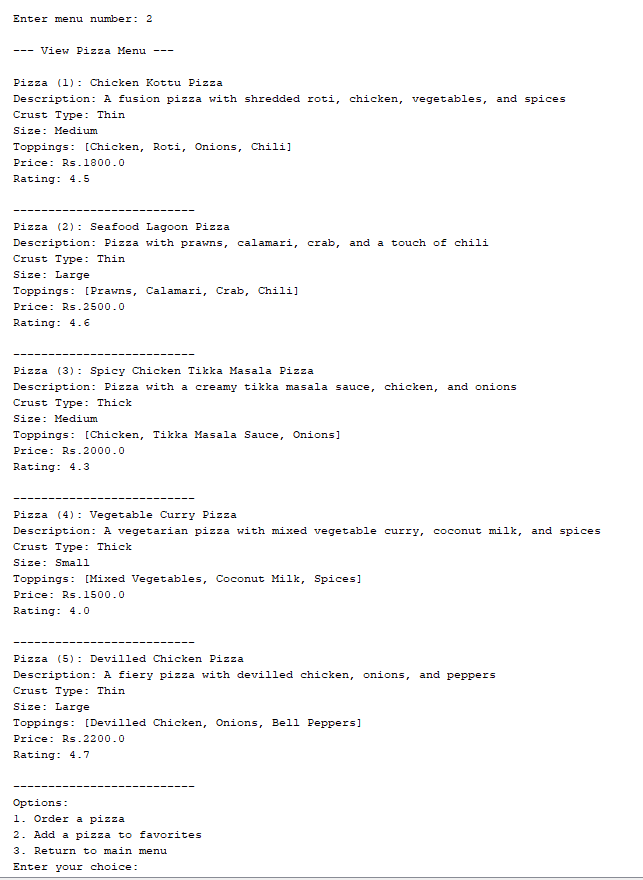 Enter menu number: 2
--- View Pizza Menu ---
Pizza (1): Chicken Kottu Pizza
Description: A fusion pizza with shredded roti, chicken, vegetables, and spices
Crust Type: Thin
Size: Medium
Toppings: [Chicken, Roti, Onions, Chili]
Price: Rs.1800.0
Rating: 4.5
--------------------------
Pizza (2): Seafood Lagoon Pizza
Description: Pizza with prawns, calamari, crab, and a touch of chili
Crust Type: Thin
Size: Large
Toppings: [Prawns, Calamari, Crab, Chili]
Price: Rs.2500.0
Rating: 4.6
--------------------------
Pizza (3): Spicy Chicken Tikka Masala Pizza
Description: Pizza with a creamy tikka masala sauce, chicken, and onions
Crust Type: Thick
Size: Medium
Toppings: [Chicken, Tikka Masala Sauce, Onions]
Price: Rs.2000.0
Rating: 4.3
--------------------------
Pizza (4): Vegetable Curry Pizza
Description: A vegetarian pizza with mixed vegetable curry, coconut milk, and spices
Crust Type: Thick
Size: Small
Toppings: [Mixed Vegetables, Coconut Milk, Spices]
Price: Rs.1500.0
Rating: 4.0
--------------------------
Pizza (5): Devilled Chicken Pizza
Description: A fiery pizza with devilled chicken, onions, and peppers
Crust Type: Thin
Size: Large
Toppings: [Devilled Chicken, Onions, Bell Peppers]
Price: Rs.2200.0
Rating: 4.7
--------------------------
Options:
1. Order a pizza
2. Add a pizza to favorites
3. Return to main menu
Enter your choice: